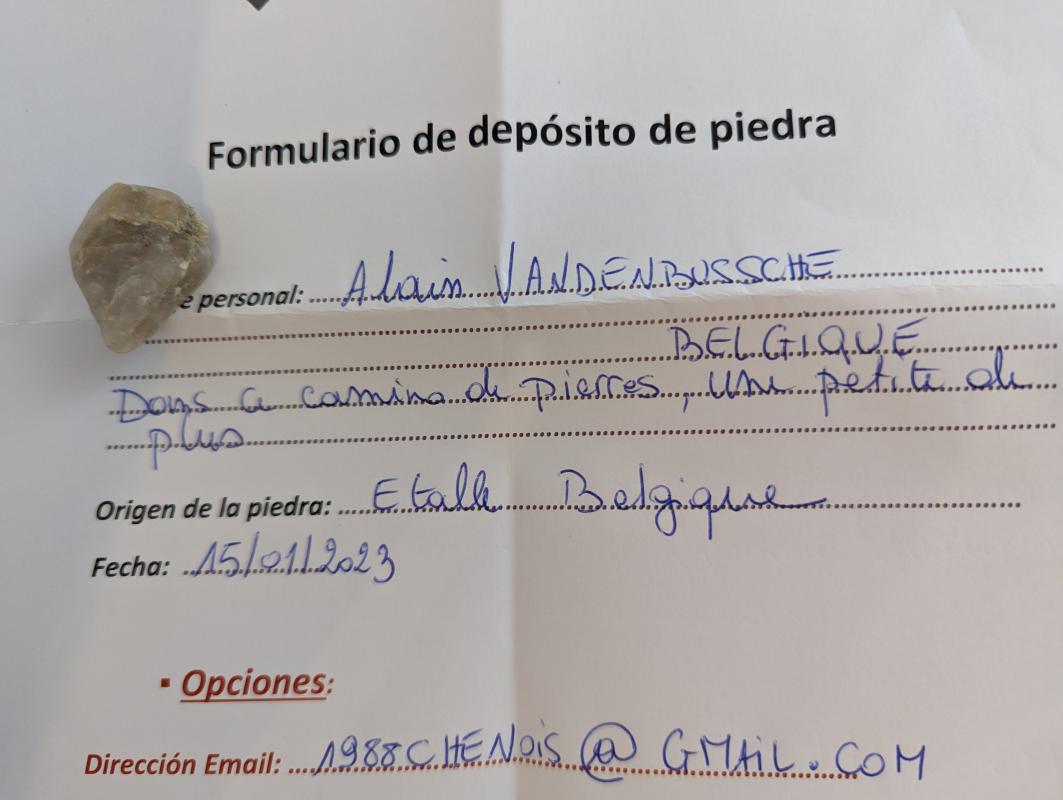 Formulario de depósito de piedra
e personal: Alain VANDENBUSSCHE
BELGiQUE
Dans ce camino de pierres, une petite de
plus
Origen de la piedra: Etalle Belgique
Fecha: 15/01/2023
Opciones:
Dirección Email: 1988CHENOiS@GMAiL.COM